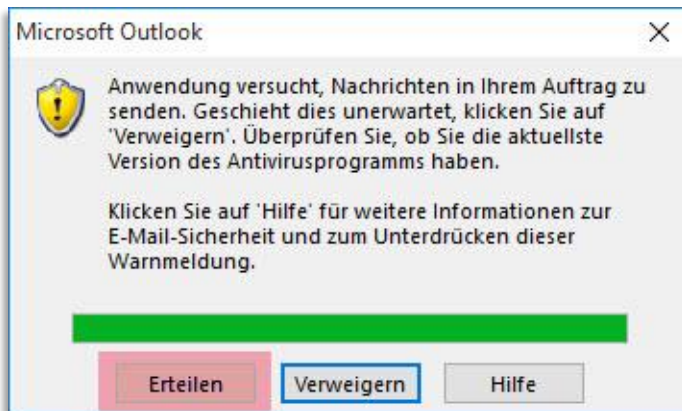 Microsoft Outlook
Anwendung versucht, Nachrichten in Ihrem Auftrag zu
senden. Geschieht dies unerwartet, klicken Sie auf
'Verweigern'. Überprüfen Sie, ob Sie die aktuellste
Version des Antivirusprogramms haben.
Klicken Sie auf 'Hilfe' für weitere Informationen zur
E-Mail-Sicherheit und zum Unterdrücken dieser
Warnmeldung.
Erteilen Verweigern Hilfe